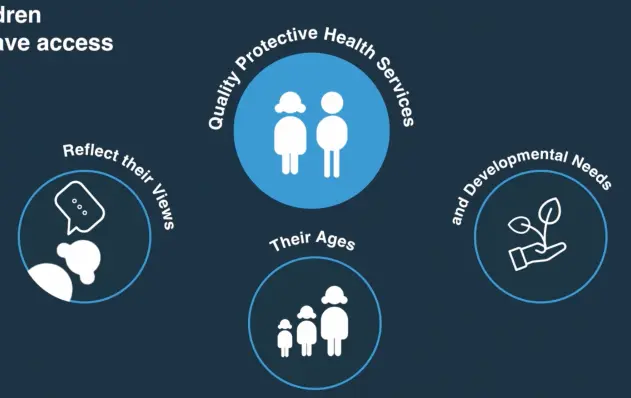 dren
ave access
Quality Protective Health Services
Reflect their Views
Their Ages
and Developmental Needs